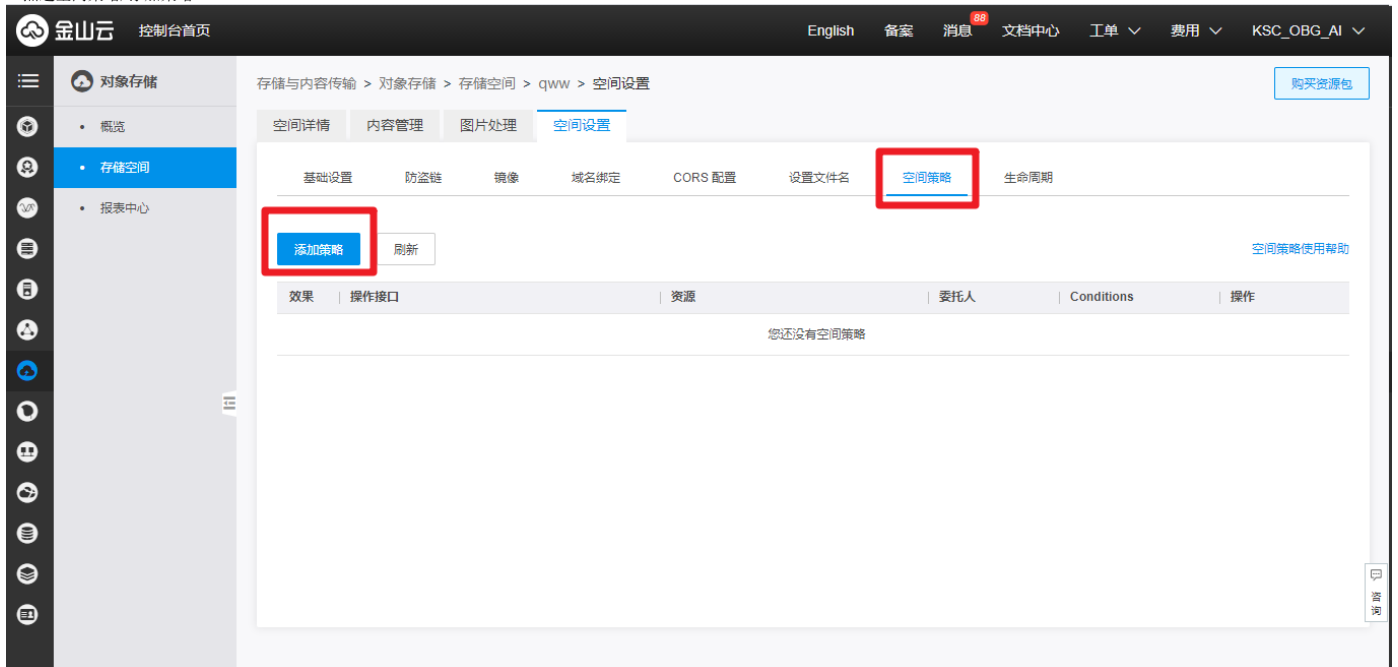 金山云 控制台首页 English 备案 消息 88 文档中心 工单 费用 KSC_OBG_AI
对象存储
概览
存储空间
报表中心
存储与内容传输 > 对象存储 > 存储空间 > qww > 空间设置
购买资源包
空间详情 内容管理 图片处理 空间设置
基础设置 防盗链 镜像 域名绑定 CORS 配置 设置文件名 空间策略 生命周期
添加策略 刷新 空间策略使用帮助
效果 操作接口 资源 委托人 Conditions 操作
您还没有空间策略
咨询